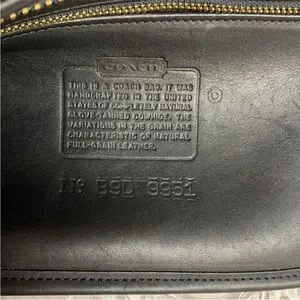 COACH
THIS IS A COACH BAG. IT WAS
HANDCRAFTED IN THE UNITED
STATES OF COMPLETELY NATURAL
GLOVE TANNED COWHIDE. THE
VARIATIONS IN THE GRAIN ARE
CHARACTERISTIC OF NATURAL
FULL-GRAIN LEATHER.
©
Nº D9D 9951